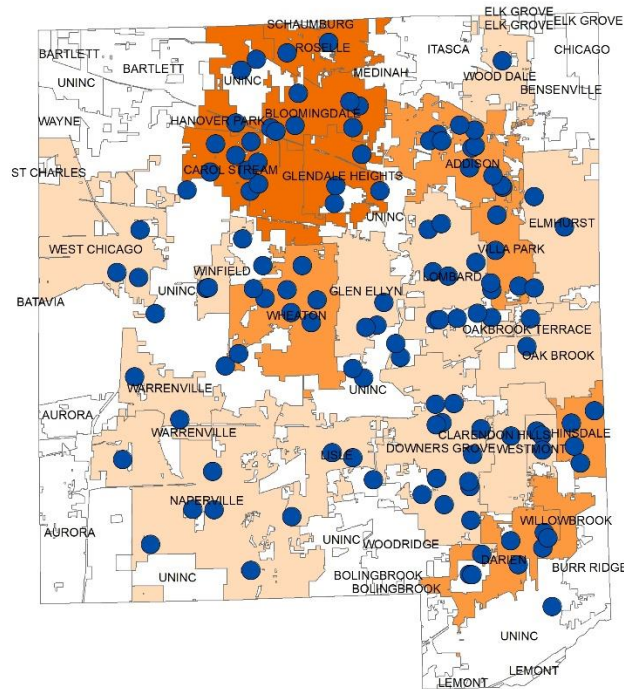 SCHAUMBURG
ELK GROVE
ELK GROVE
ELK GROVE
BARTLETT
ROSELLE
ITASCA
CHICAGO
BARTLETT
UNINC
MEDINAH
UNINC
WOOD DALE
BENSENVILLE
WAYNE
HANOVER PARK
BLOOMINGDALE
ADDISON
ST CHARLES
CAROL STREAM
GLENDALE HEIGHTS
UNINC
ELMHURST
WEST CHICAGO
VILLA PARK
WINFIELD
LOMBARD
UNINC
GLEN ELLYN
BATAVIA
WHEATON
OAKBROOK TERRACE
OAK BROOK
WARRENVILLE
UNINC
AURORA
WARRENVILLE
CLARENDON HILLS
HINSDALE
DOWNERS GROVE
WESTMONT
LISLE
NAPERVILLE
WILLOWBROOK
AURORA
UNINC
WOODRIDGE
DARIEN
BURR RIDGE
UNINC
BOLINGBROOK
BOLINGBROOK
UNINC
LEMONT
LEMONT